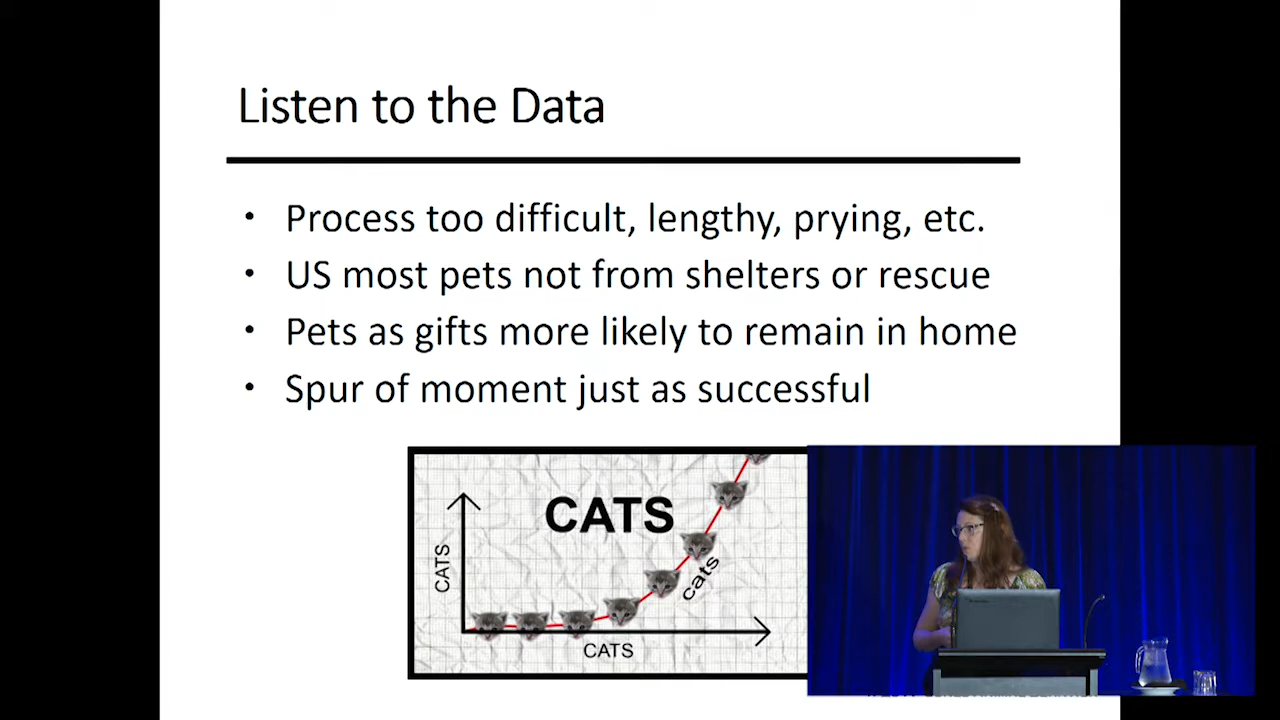 Listen to the Data
• Process too difficult, lengthy, prying, etc.
• US most pets not from shelters or rescue
• Pets as gifts more likely to remain in home
• Spur of moment just as successful
CATS
CATS
cats
CATS